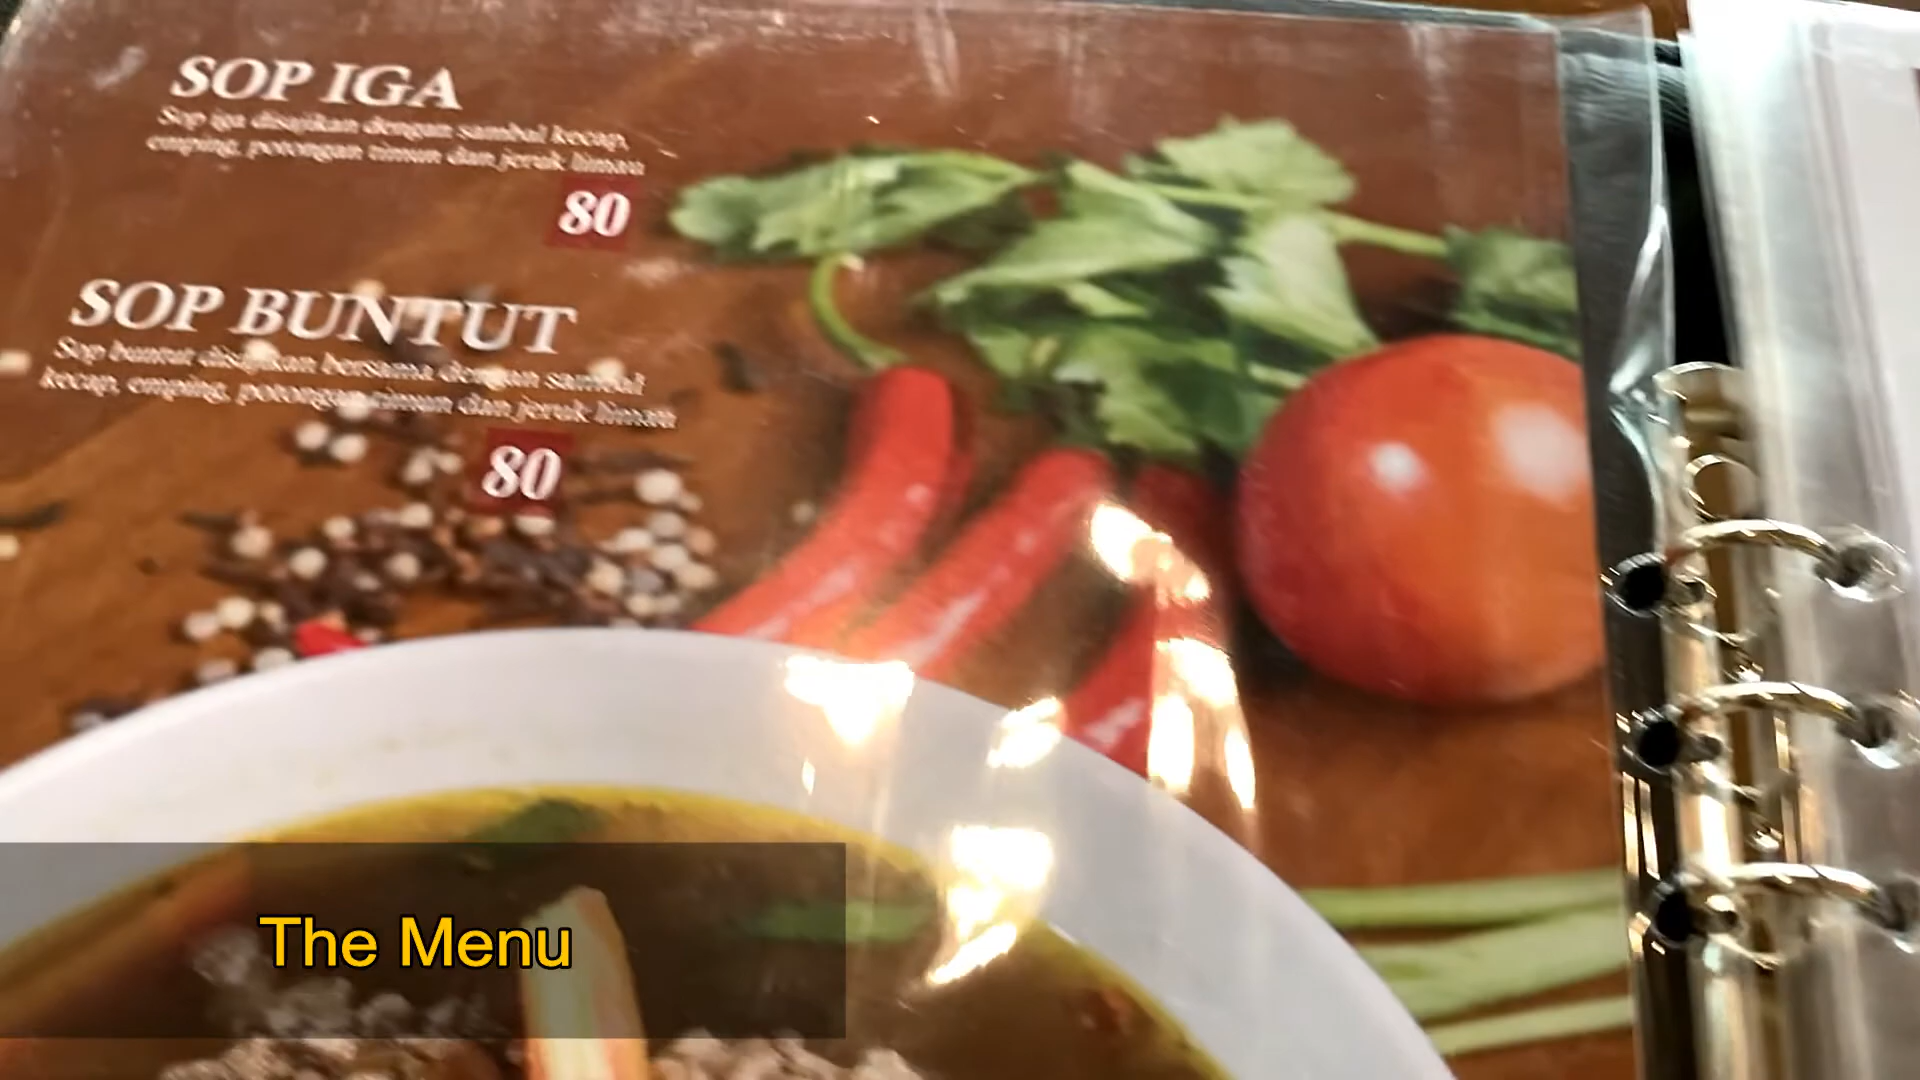 SOP IGA
Sop iga disajikan dengan sambal kecap,
emping, potongan timun dan jeruk limau
80
SOP BUNTUT
Sop buntut disajikan bersama dengan sambal
kecap, emping, potongan timun dan jeruk limau
80
The Menu